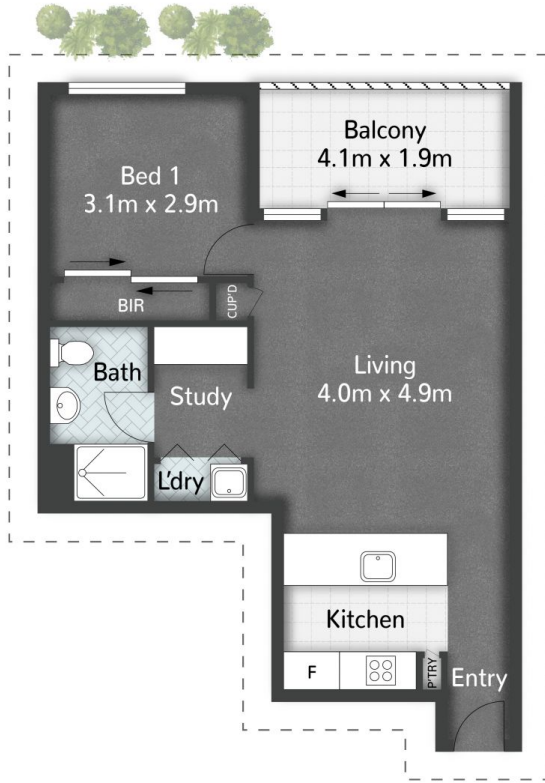 Balcony
4.1m x 1.9m
Bed 1
3.1m x 2.9m
BIR
CUP'D
Bath
Study
Living
4.0m x 4.9m
L'dry
Kitchen
F
P'TRY
Entry